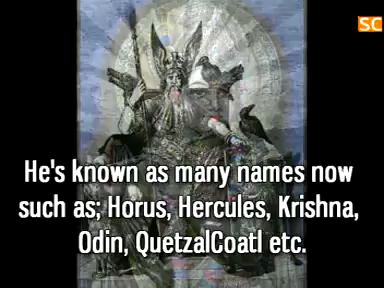 SC
He's known as many names now
such as; Horus, Hercules, Krishna,
Odin, QuetzalCoatl etc.